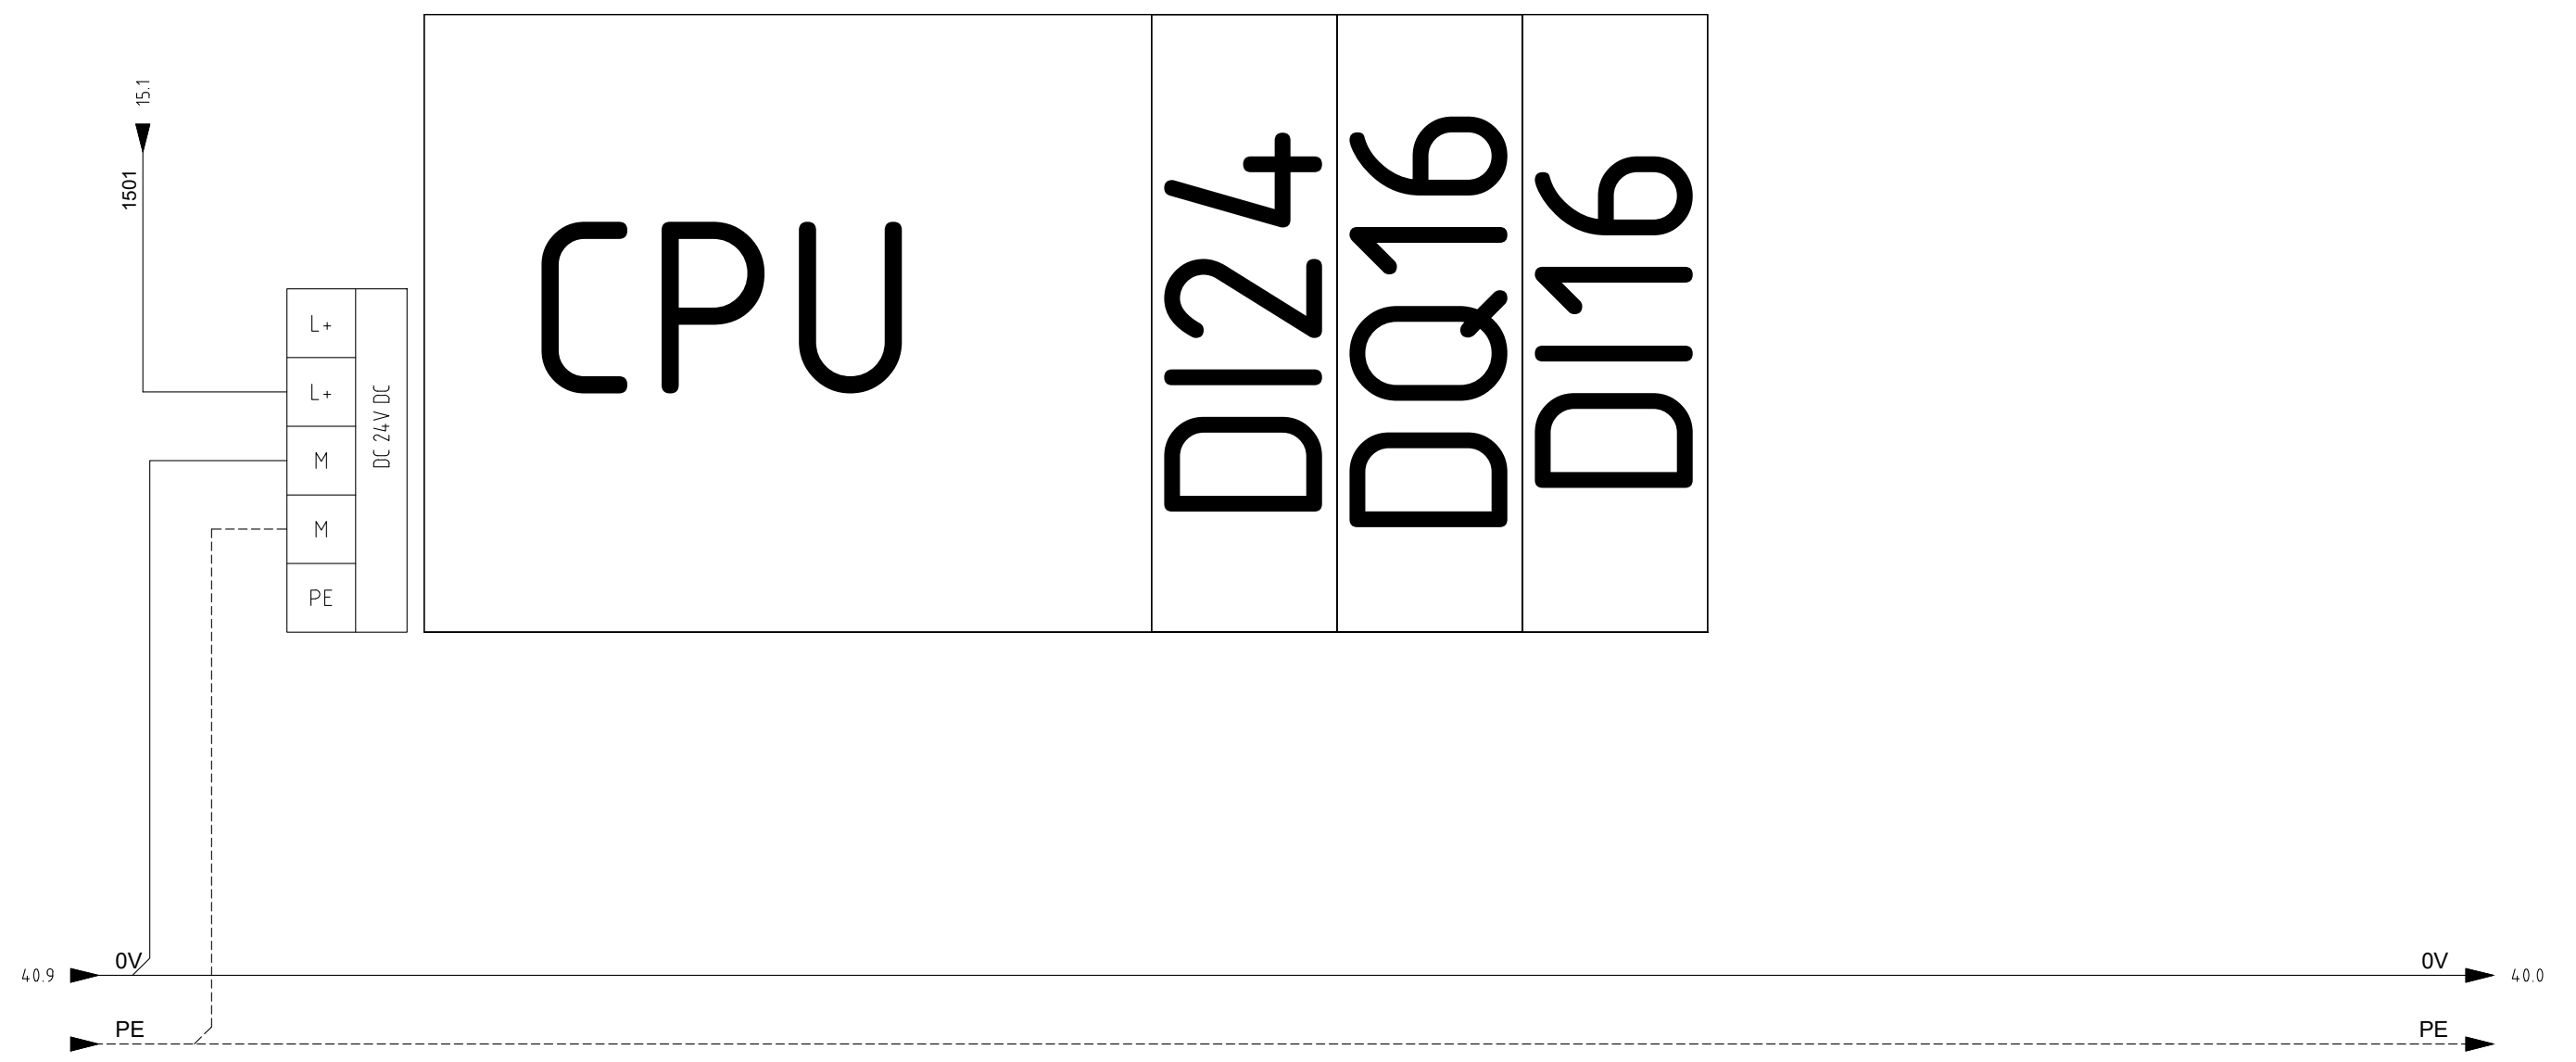 15.1
1501
CPU
DI24
DQ16
DI16
L+
L+
M
M
PE
DC 24V DC
40.9
0V
0V
40.0
PE
PE